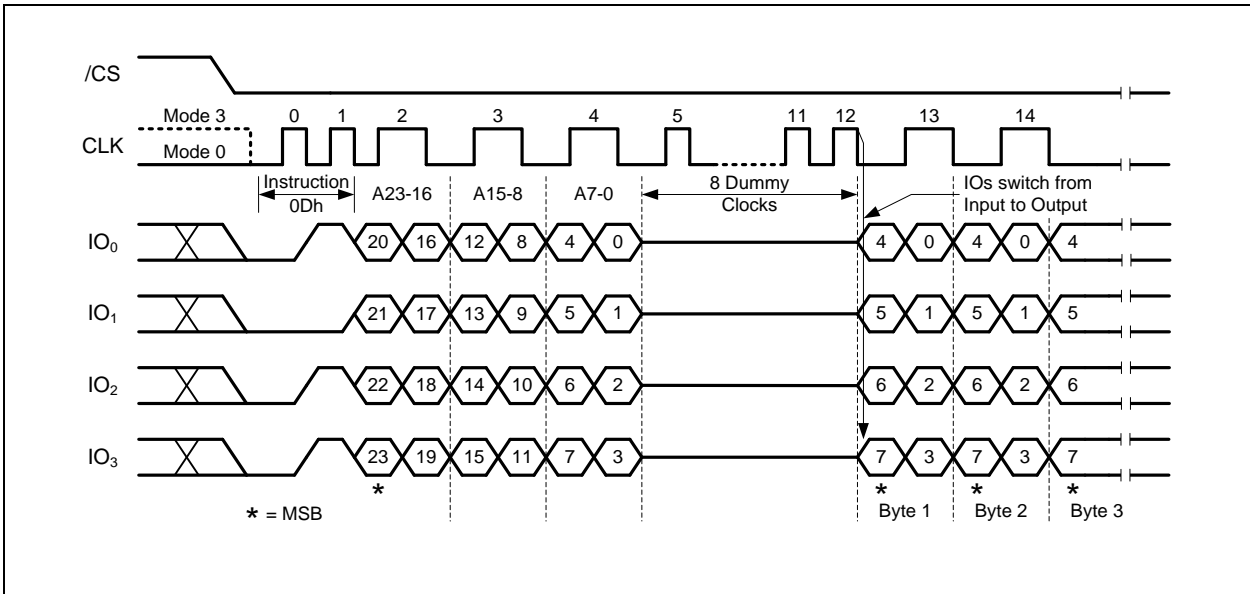 /CS
Mode 3 0 1 2 3 4 5 11 12 13 14
CLK
Mode 0
Instruction
0Dh
A23-16 A15-8 A7-0
8 Dummy
Clocks
IOs switch from
Input to Output
IO₀ 20 16 12 8 4 0 4 0 4 0 4
IO₁ 21 17 13 9 5 1 5 1 5 1 5
IO₂ 22 18 14 10 6 2 6 2 6 2 6
IO₃ 23 19 15 11 7 3 7 3 7 3 7
* * * *
* = MSB
Byte 1 Byte 2 Byte 3